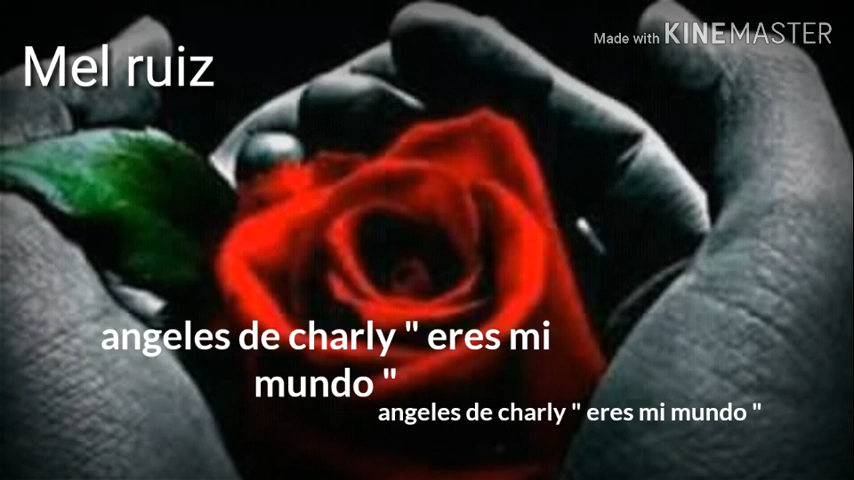 Made with KINEMASTER
Mel ruiz
angeles de charly " eres mi
mundo "
angeles de charly " eres mi mundo "